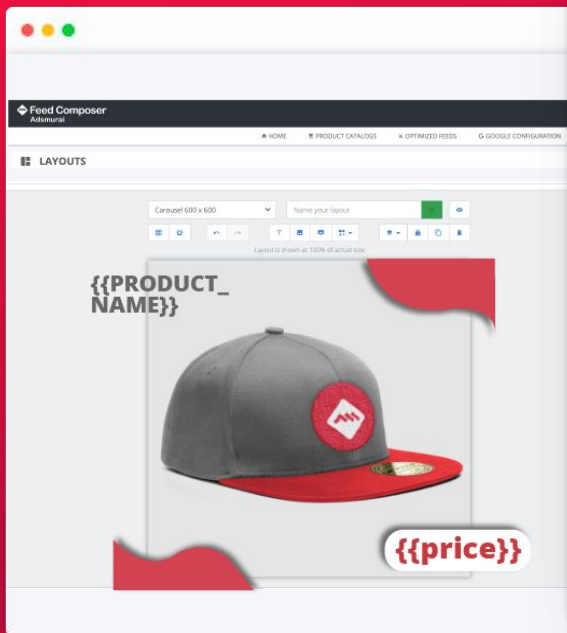 Feed Composer
Adsmurai
HOME PRODUCT CATALOGS OPTIMIZED FEEDS GOOGLE CONFIGURATION
LAYOUTS
Carousel 600 x 600 Name your layout
Layout is shown at 100% of actual size
{{PRODUCT_
NAME}}
{{price}}